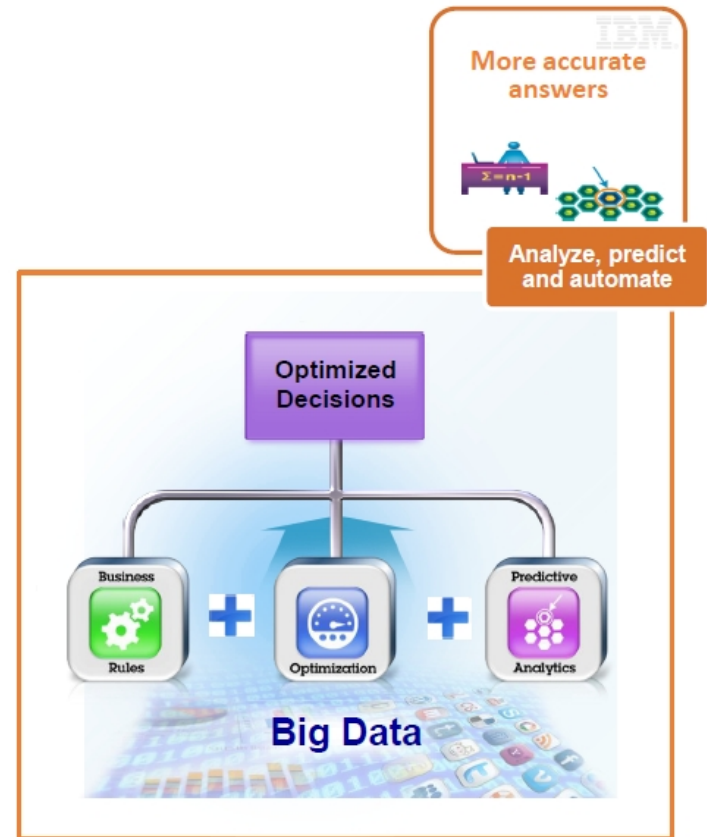 IBM.
More accurate
answers
Σ=n-1
Analyze, predict
and automate
Optimized
Decisions
Business
Rules
Optimization
Predictive
Analytics
Big Data